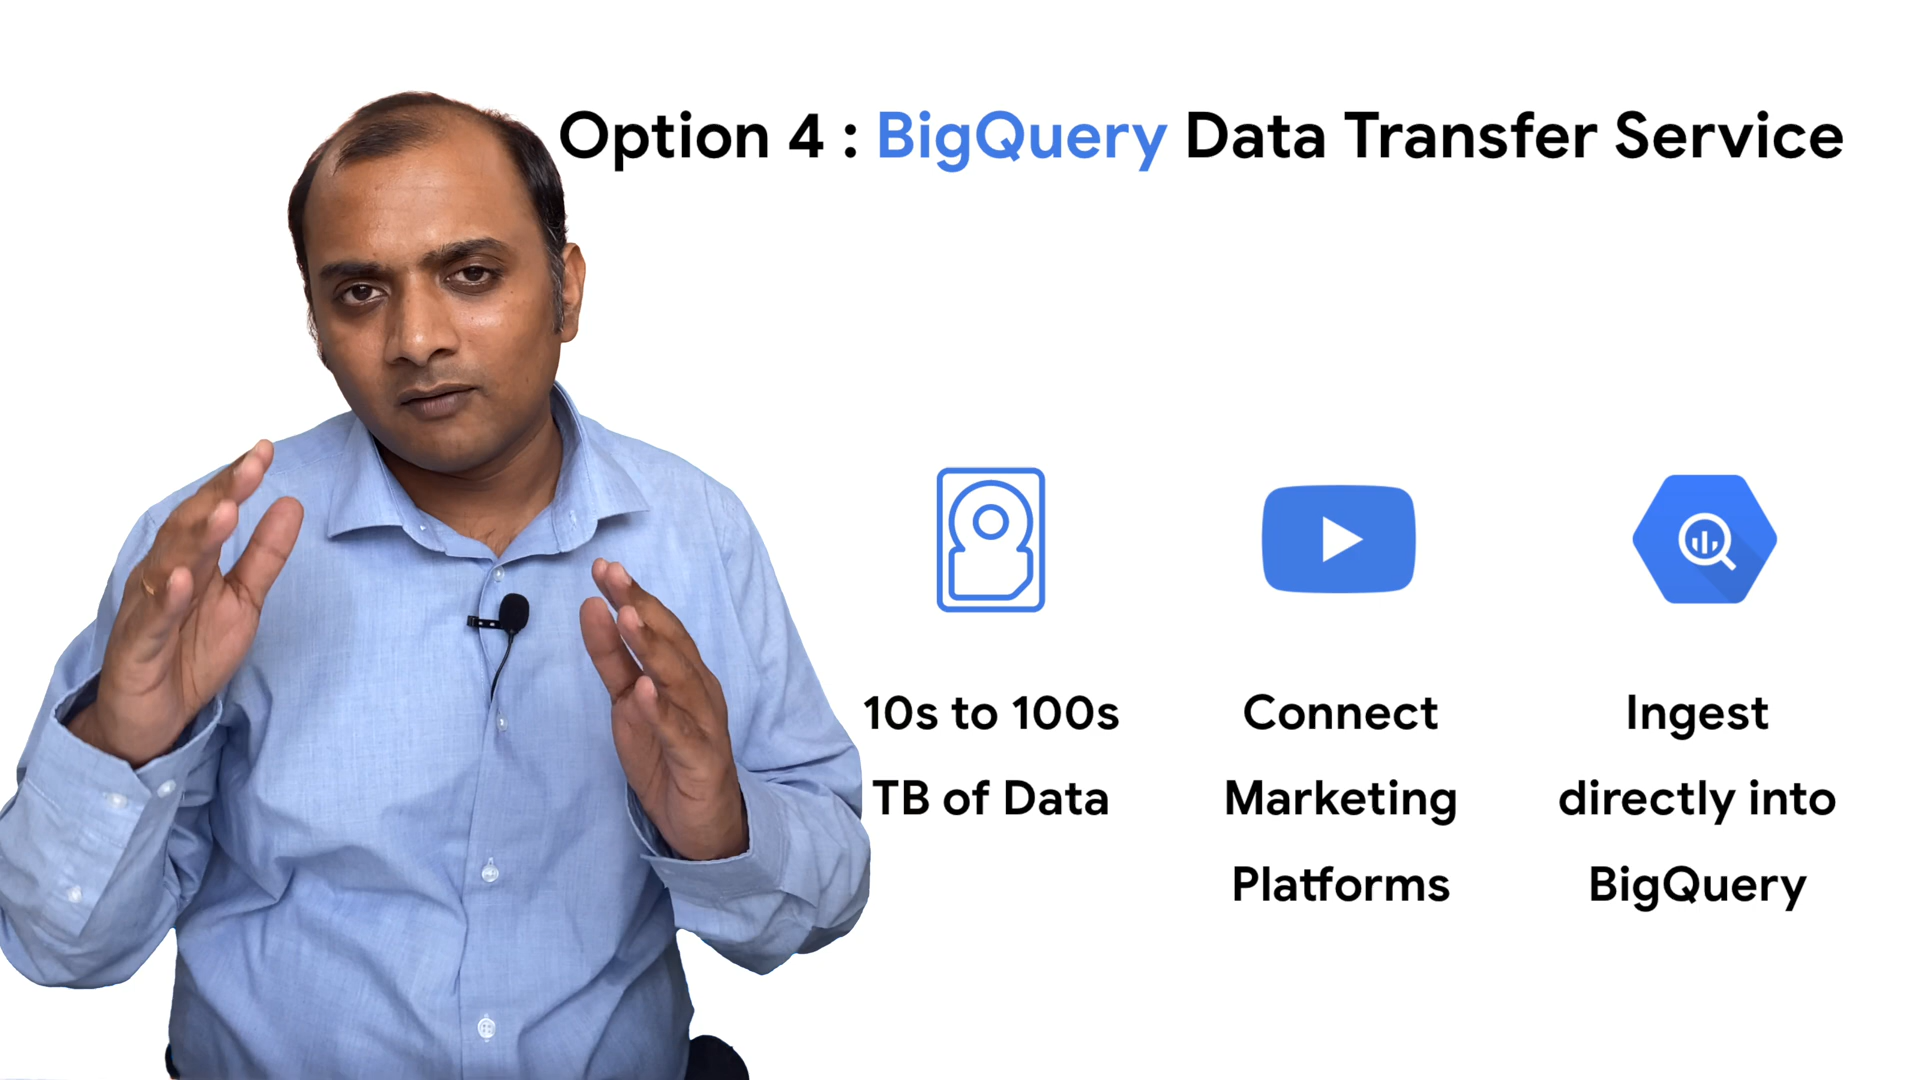 Option 4 : BigQuery Data Transfer Service
10s to 100s
TB of Data
Connect
Marketing
Platforms
Ingest
directly into
BigQuery